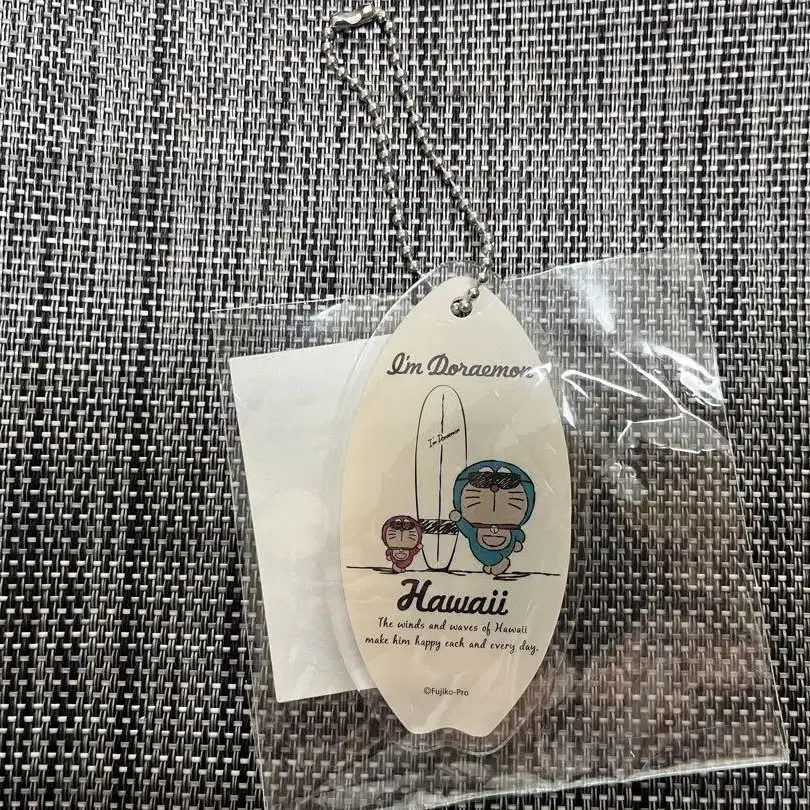 I'm Doraemon
I'm Doraemon
Hawaii
The winds and waves of Hawaii
make him happy each and every day.
©Fujiko-Pro